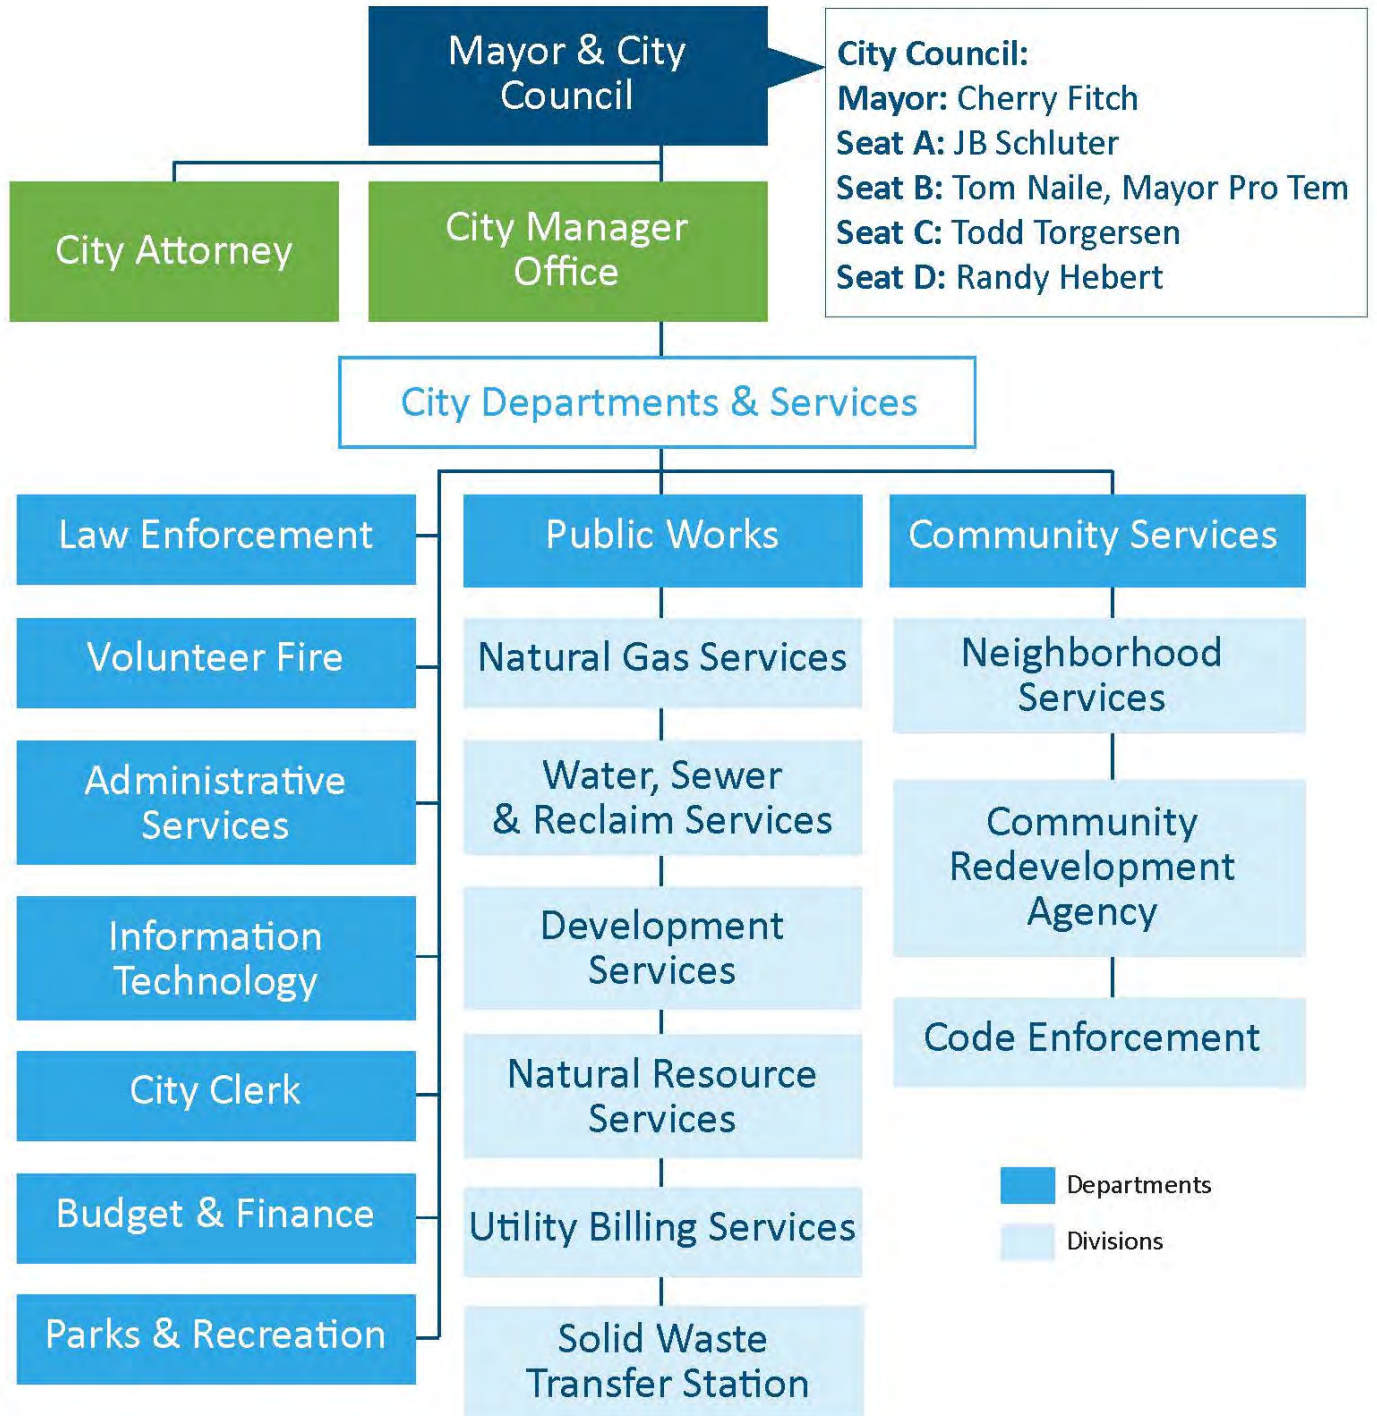 Mayor & City
Council
City Council:
Mayor: Cherry Fitch
Seat A: JB Schluter
Seat B: Tom Naile, Mayor Pro Tem
Seat C: Todd Torgersen
Seat D: Randy Hebert
City Attorney
City Manager
Office
City Departments & Services
Law Enforcement
Volunteer Fire
Administrative
Services
Information
Technology
City Clerk
Budget & Finance
Parks & Recreation
Public Works
Natural Gas Services
Water, Sewer
& Reclaim Services
Development
Services
Natural Resource
Services
Utility Billing Services
Solid Waste
Transfer Station
Community Services
Neighborhood
Services
Community
Redevelopment
Agency
Code Enforcement
Departments
Divisions